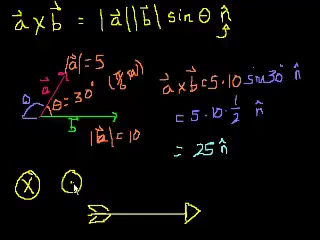 a⃗ x b⃗ = |a⃗||b⃗| sin θ n̂
|a⃗| = 5
a⃗
θ = 30°
b⃗
|b⃗| = 10
a⃗ x b⃗ = 5·10 sin 30° n̂
= 5·10·1/2 n̂
= 25 n̂
X